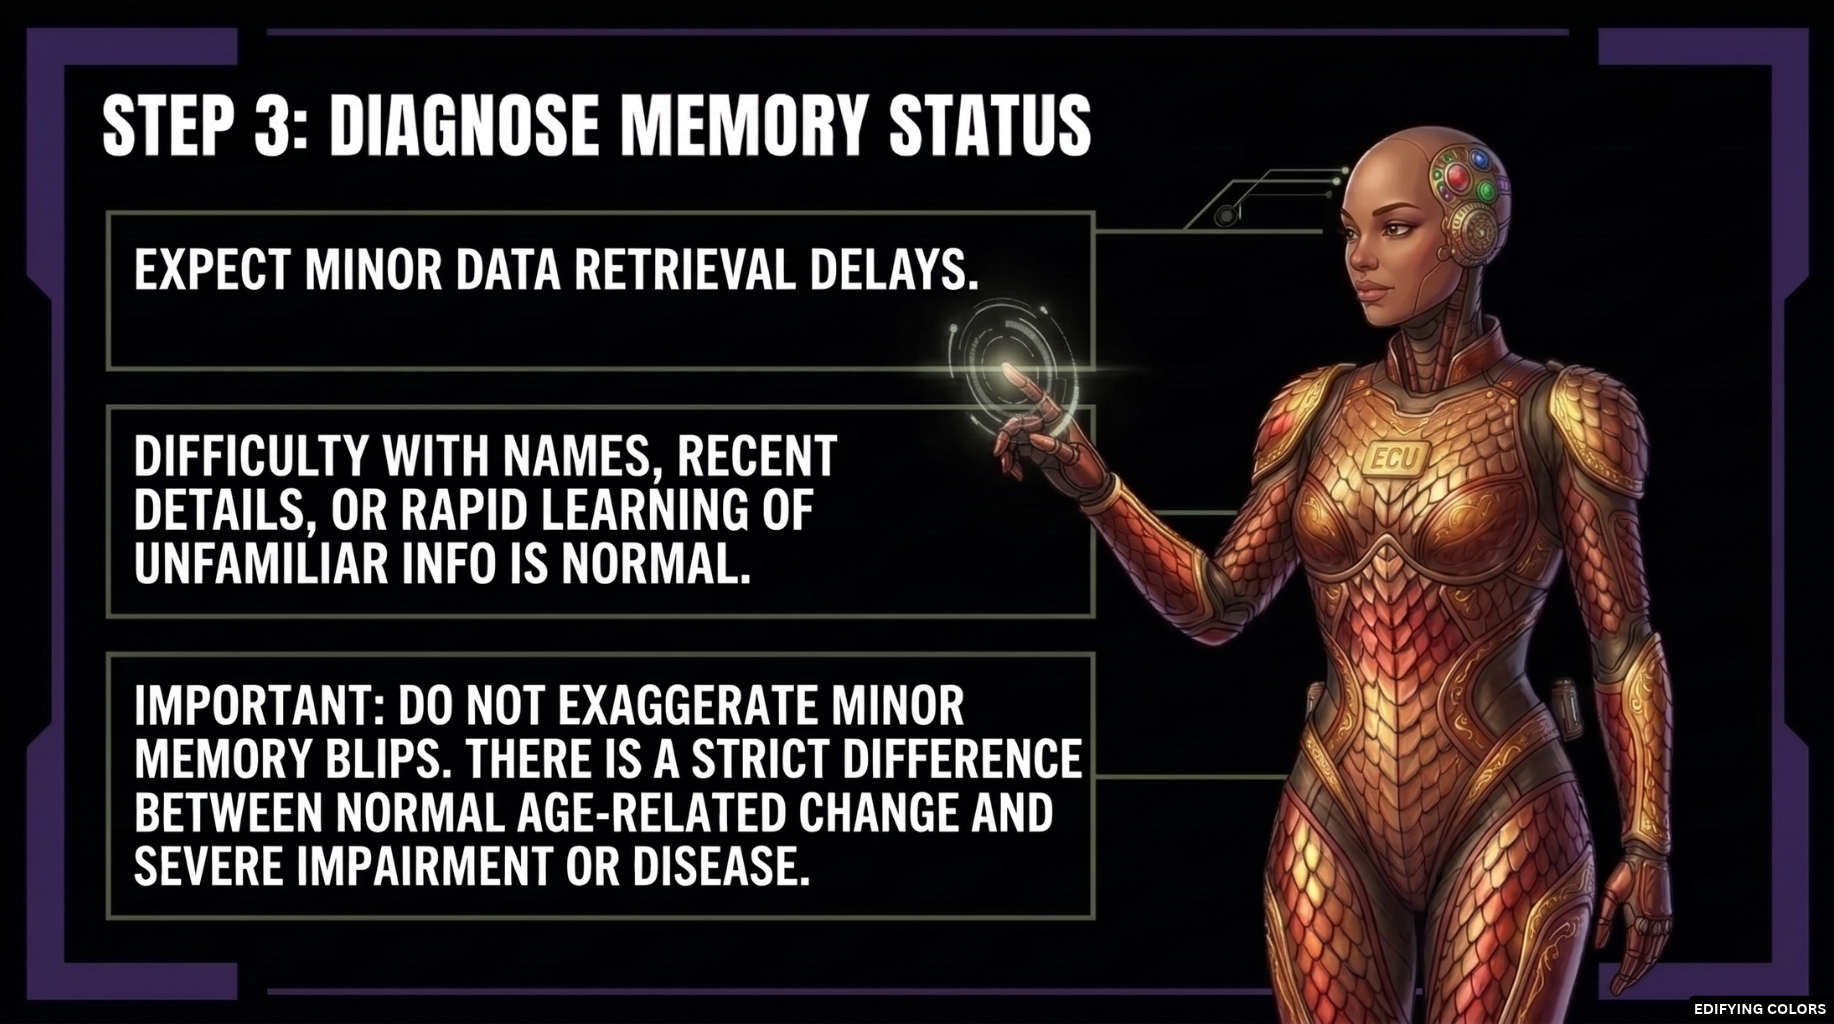 STEP 3: DIAGNOSE MEMORY STATUS
EXPECT MINOR DATA RETRIEVAL DELAYS.
DIFFICULTY WITH NAMES, RECENT
DETAILS, OR RAPID LEARNING OF
UNFAMILIAR INFO IS NORMAL.
IMPORTANT: DO NOT EXAGGERATE MINOR
MEMORY BLIPS. THERE IS A STRICT DIFFERENCE
BETWEEN NORMAL AGE-RELATED CHANGE AND
SEVERE IMPAIRMENT OR DISEASE.
ECU
EDIFYING COLORS